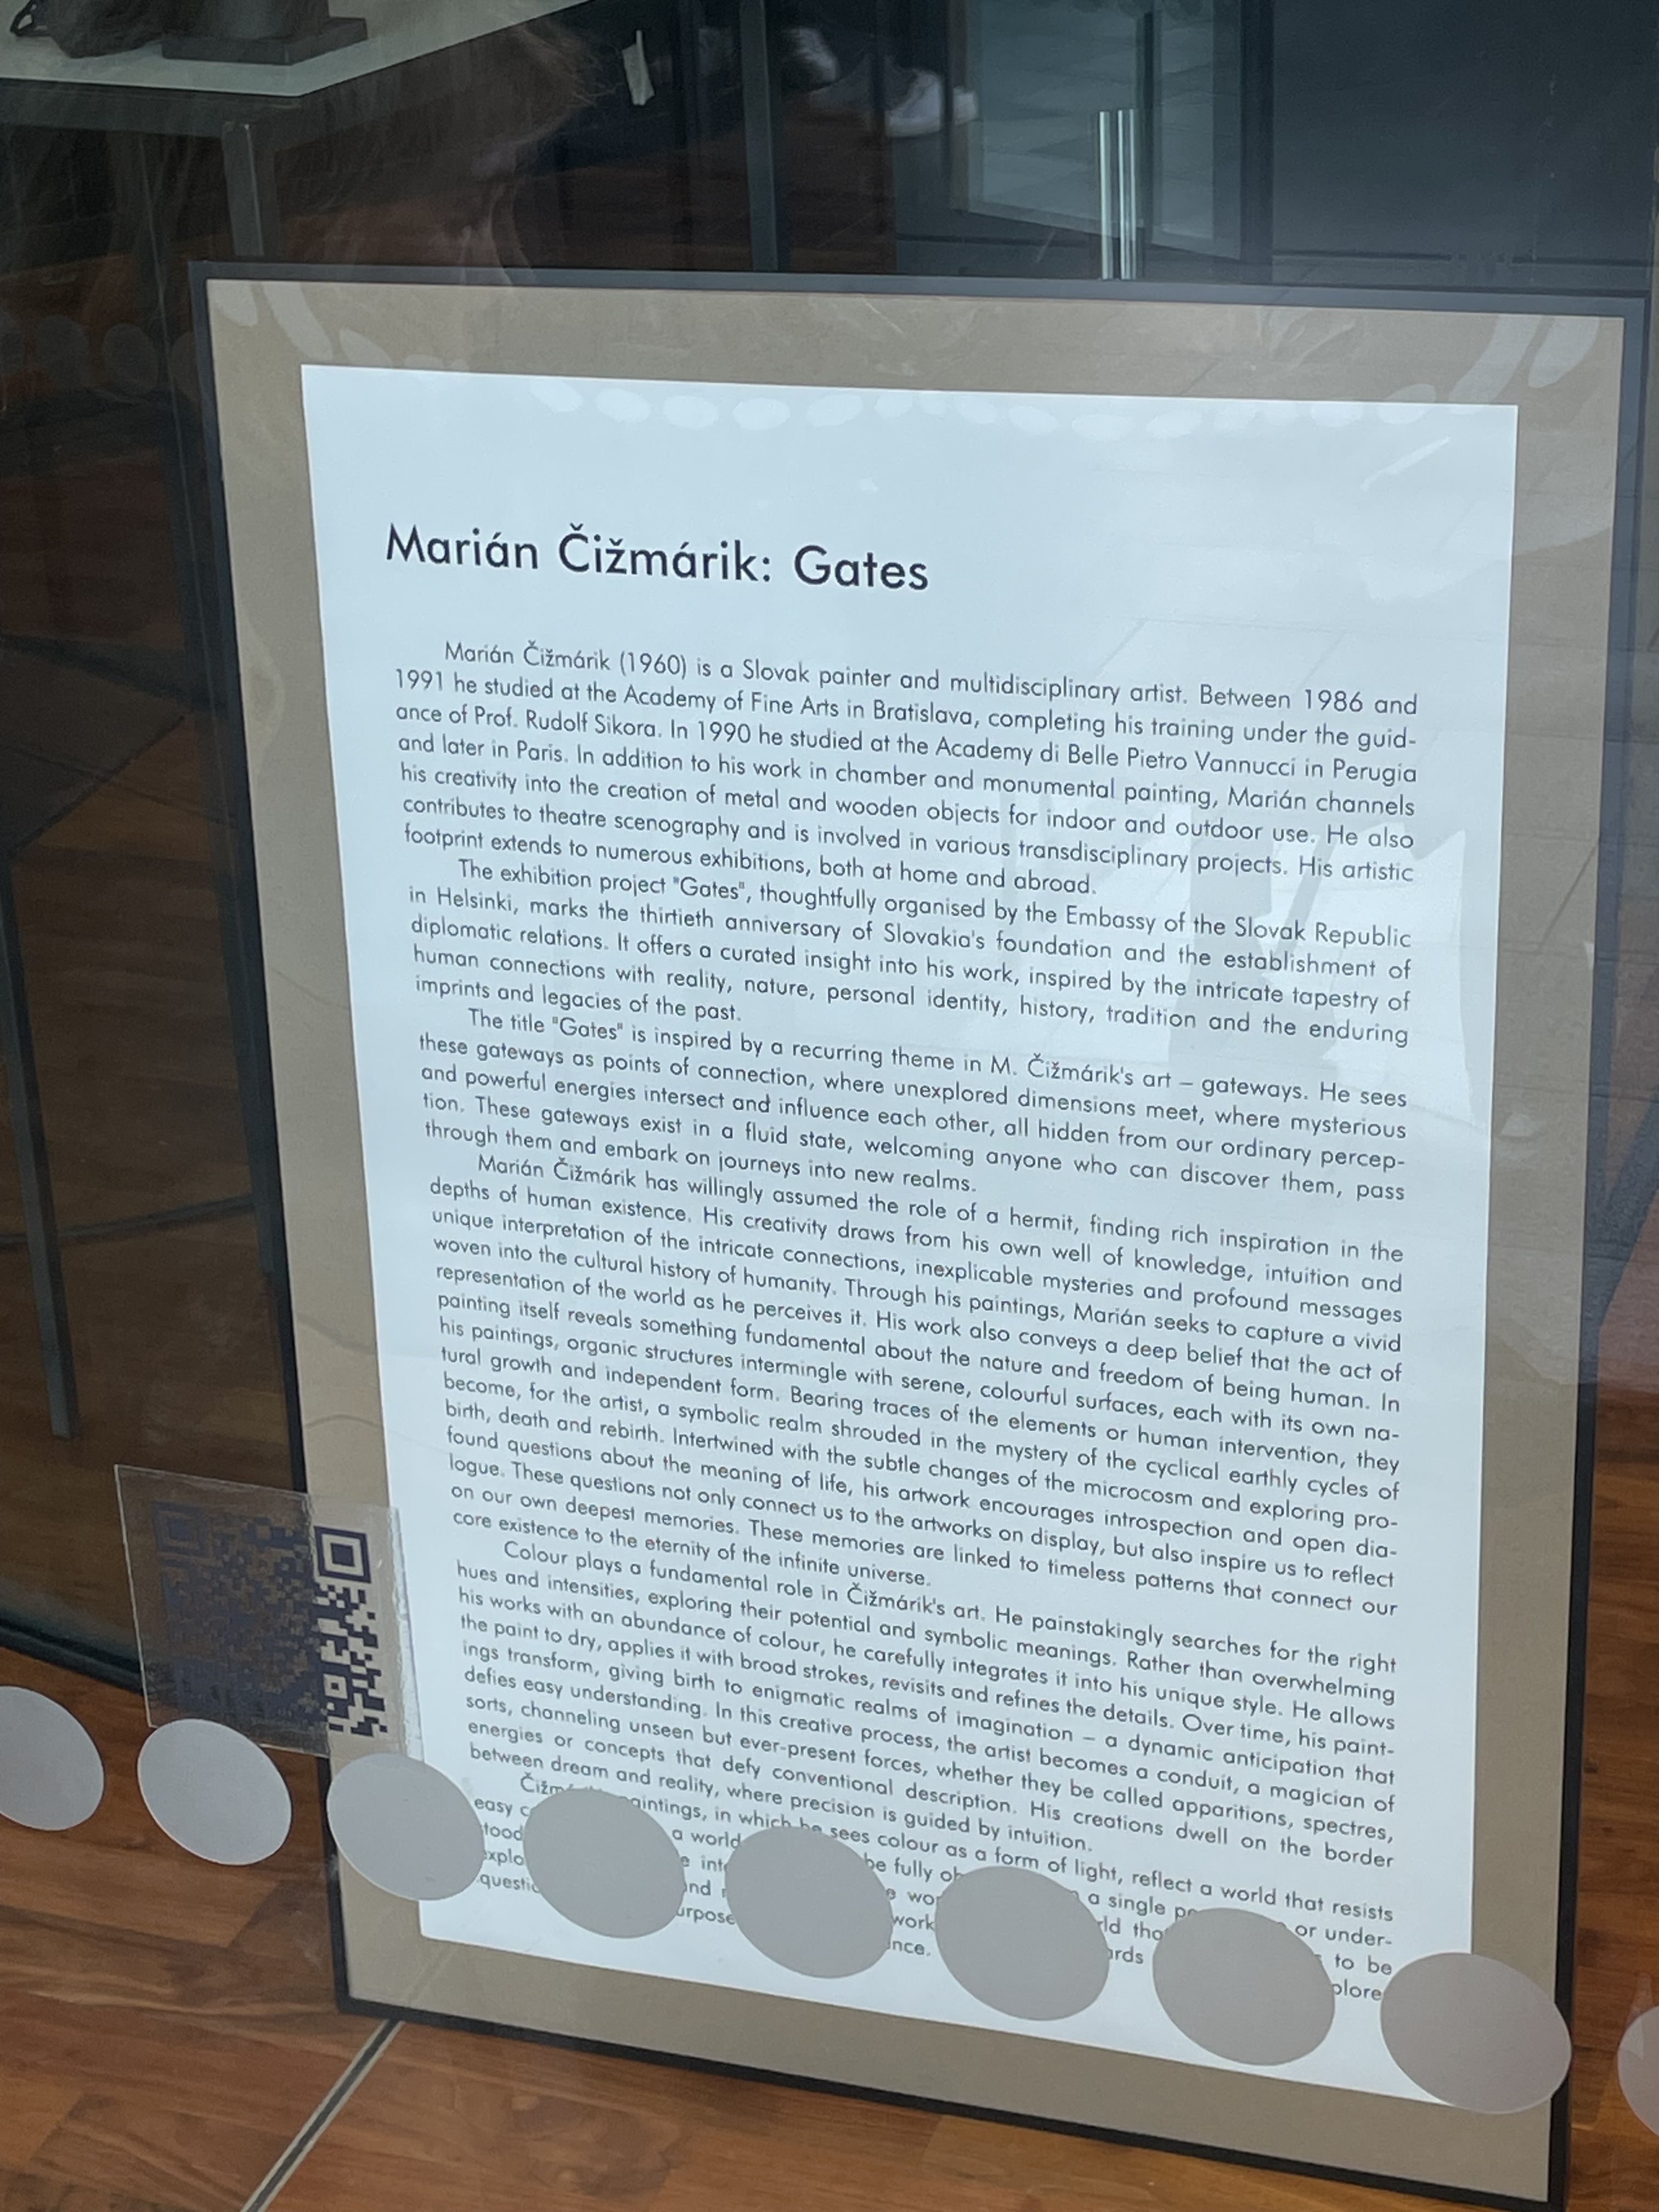 Marián Čižmárik: Gates
Marián Čižmárik (1960) is a Slovak painter and multidisciplinary artist. Between 1986 and
1991 he studied at the Academy of Fine Arts in Bratislava, completing his training under the guid-
ance of Prof. Rudolf Sikora. In 1990 he studied at the Academy di Belle Pietro Vannucci in Perugia
and later in Paris. In addition to his work in chamber and monumental painting, Marián channels
his creativity into the creation of metal and wooden objects for indoor and outdoor use. He also
contributes to theatre scenography and is involved in various transdisciplinary projects. His artistic
footprint extends to numerous exhibitions, both at home and abroad.
The exhibition project "Gates", thoughtfully organised by the Embassy of the Slovak Republic
in Helsinki, marks the thirtieth anniversary of Slovakia's foundation and the establishment of
diplomatic relations. It offers a curated insight into his work, inspired by the intricate tapestry of
human connections with reality, nature, personal identity, history, tradition and the enduring
imprints and legacies of the past.
The title "Gates" is inspired by a recurring theme in M. Čižmárik's art – gateways. He sees
these gateways as points of connection, where unexplored dimensions meet, where mysterious
and powerful energies intersect and influence each other, all hidden from our ordinary percep-
tion. These gateways exist in a fluid state, welcoming anyone who can discover them, pass
through them and embark on journeys into new realms.
Marián Čižmárik has willingly assumed the role of a hermit, finding rich inspiration in the
depths of human existence. His creativity draws from his own well of knowledge, intuition and
unique interpretation of the intricate connections, inexplicable mysteries and profound messages
woven into the cultural history of humanity. Through his paintings, Marián seeks to capture a vivid
representation of the world as he perceives it. His work also conveys a deep belief that the act of
painting itself reveals something fundamental about the nature and freedom of being human. In
his paintings, organic structures intermingle with serene, colourful surfaces, each with its own na-
tural growth and independent form. Bearing traces of the elements or human intervention, they
become, for the artist, a symbolic realm shrouded in the mystery of the cyclical earthly cycles of
birth, death and rebirth. Intertwined with the subtle changes of the microcosm and exploring pro-
found questions about the meaning of life, his artwork encourages introspection and open dia-
logue. These questions not only connect us to the artworks on display, but also inspire us to reflect
on our own deepest memories. These memories are linked to timeless patterns that connect our
core existence to the eternity of the infinite universe.
Colour plays a fundamental role in Čižmárik's art. He painstakingly searches for the right
hues and intensities, exploring their potential and symbolic meanings. Rather than overwhelming
his works with an abundance of colour, he carefully integrates it into his unique style. He allows
the paint to dry, applies it with broad strokes, revisits and refines the details. Over time, his paint-
ings transform, giving birth to enigmatic realms of imagination – a dynamic anticipation that
defies easy understanding. In this creative process, the artist becomes a conduit, a magician of
sorts, channeling unseen but ever-present forces, whether they be called apparitions, spectres,
energies or concepts that defy conventional description. His creations dwell on the border
between dream and reality, where precision is guided by intuition.
paintings, in which he sees colour as a form of light, reflect a world that resists
easy a world be fully a single or under-
stood to be